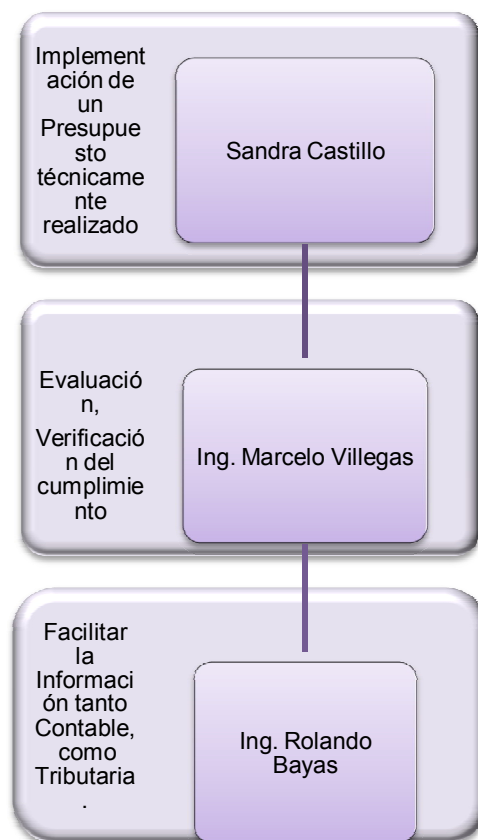 Implement
ación de
un
Presupue
sto
técnicame
nte
realizado
Sandra Castillo
Evaluació
n,
Verificació
n del
cumplimie
nto
Ing. Marcelo Villegas
Facilitar
la
Informaci
ón tanto
Contable,
como
Tributaria
.
Ing. Rolando
Bayas